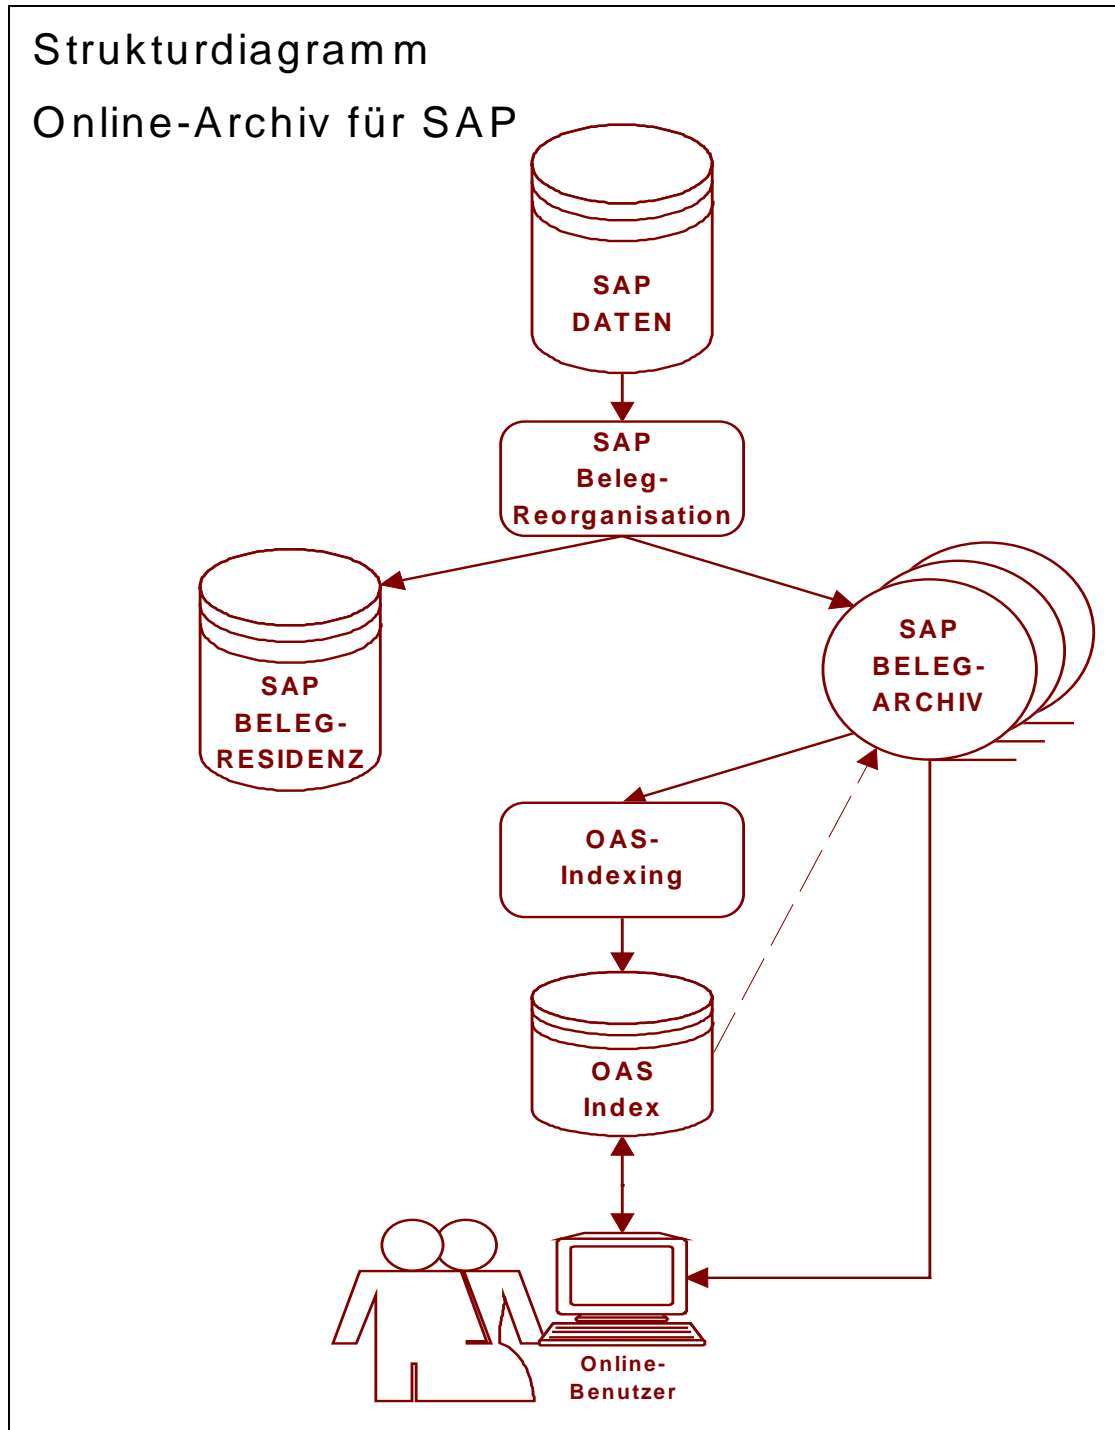 Strukturdiagramm
Online-Archiv für SAP
SAP
DATEN
SAP
Beleg-
Reorganisation
SAP
BELEG-
RESIDENZ
SAP
BELEG-
ARCHIV
OAS-
Indexing
OAS
Index
Online-
Benutzer